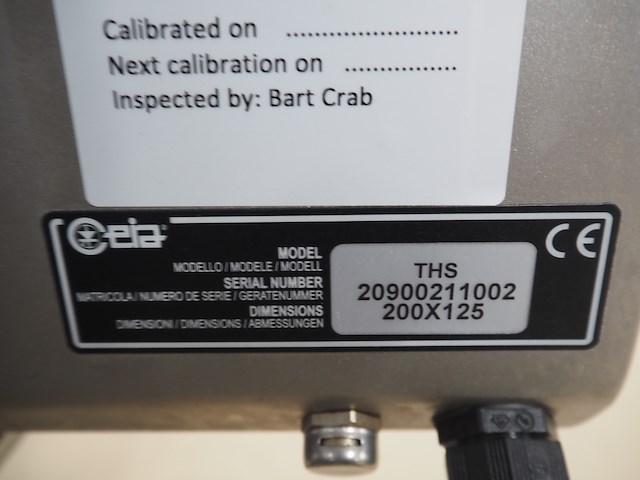 Calibrated on ..........................
Next calibration on .................
Inspected by: Bart Crab
ceia
CE
MODEL
MODELLO / MODELE / MODELL
THS
SERIAL NUMBER
MATRICOLA / NUMERO DE SERIE / GERATENUMMER
20900211002
DIMENSIONS
DIMENSIONI / DIMENSIONS / ABMESSUNGEN
200X125